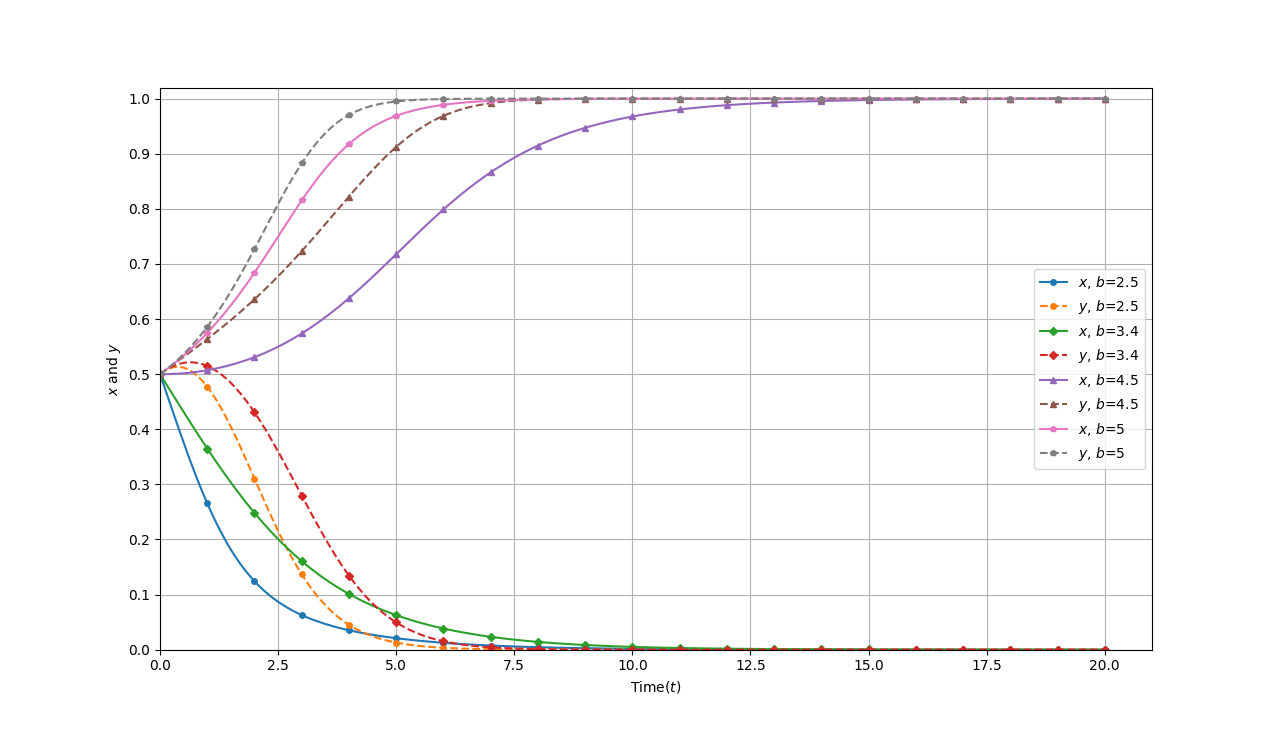 1.0
0.9
0.8
0.7
0.6
0.5
0.4
0.3
0.2
0.1
0.0
x and y
x, b=2.5
y, b=2.5
x, b=3.4
y, b=3.4
x, b=4.5
y, b=4.5
x, b=5
y, b=5
0.0 2.5 5.0 7.5 10.0 12.5 15.0 17.5 20.0
Time(t)